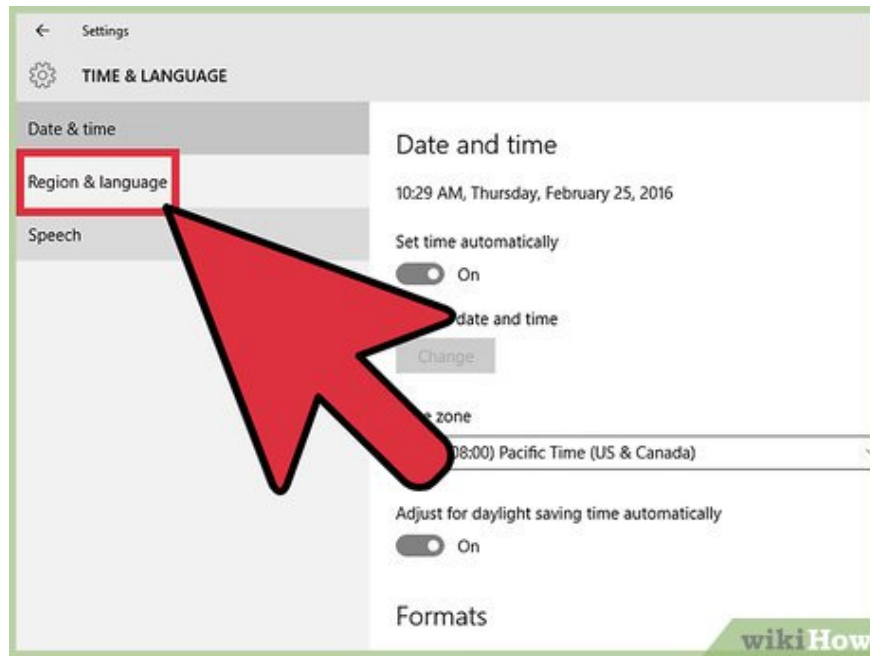 Settings
TIME & LANGUAGE
Date & time
Region & language
Speech
Date and time
10:29 AM, Thursday, February 25, 2016
Set time automatically
On
date and time
Change
zone
08:00) Pacific Time (US & Canada)
Adjust for daylight saving time automatically
On
Formats
wikiHow